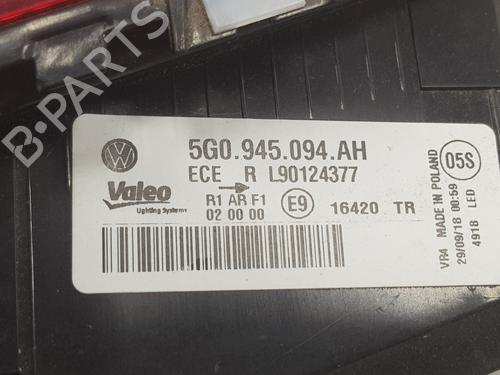 5G0.945.094.AH
ECE R L90124377
Valeo
Lighting Systems
R1 AR F1
02 00 00
E9
16420 TR
05S
MADE IN POLAND
VR4
29/09/18 00:59
4918 LED
B-PARTS